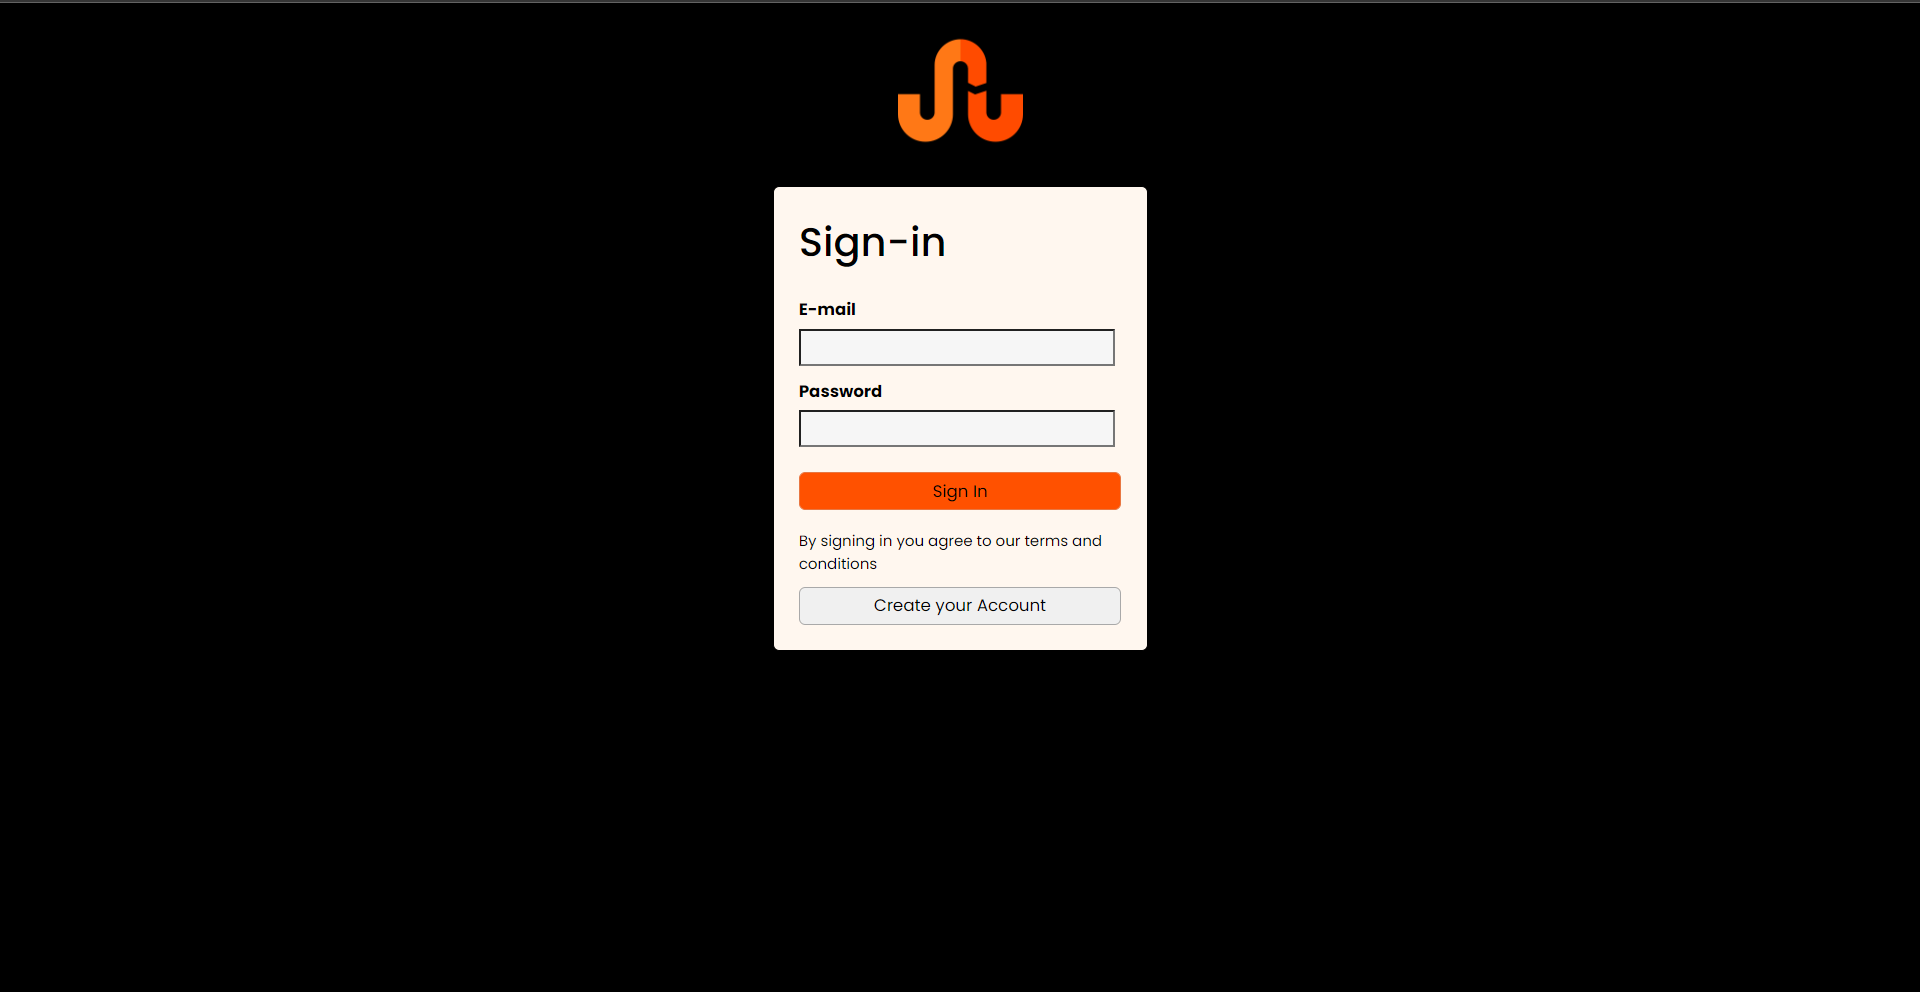 Sign-in
E-mail
Password
Sign In
By signing in you agree to our terms and
conditions
Create your Account